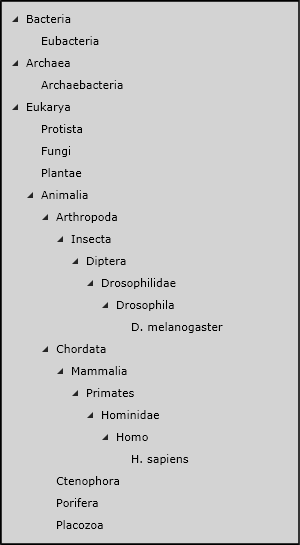 Bacteria
Eubacteria
Archaea
Archaebacteria
Eukarya
Protista
Fungi
Plantae
Animalia
Arthropoda
Insecta
Diptera
Drosophilidae
Drosophila
D. melanogaster
Chordata
Mammalia
Primates
Hominidae
Homo
H. sapiens
Ctenophora
Porifera
Placozoa